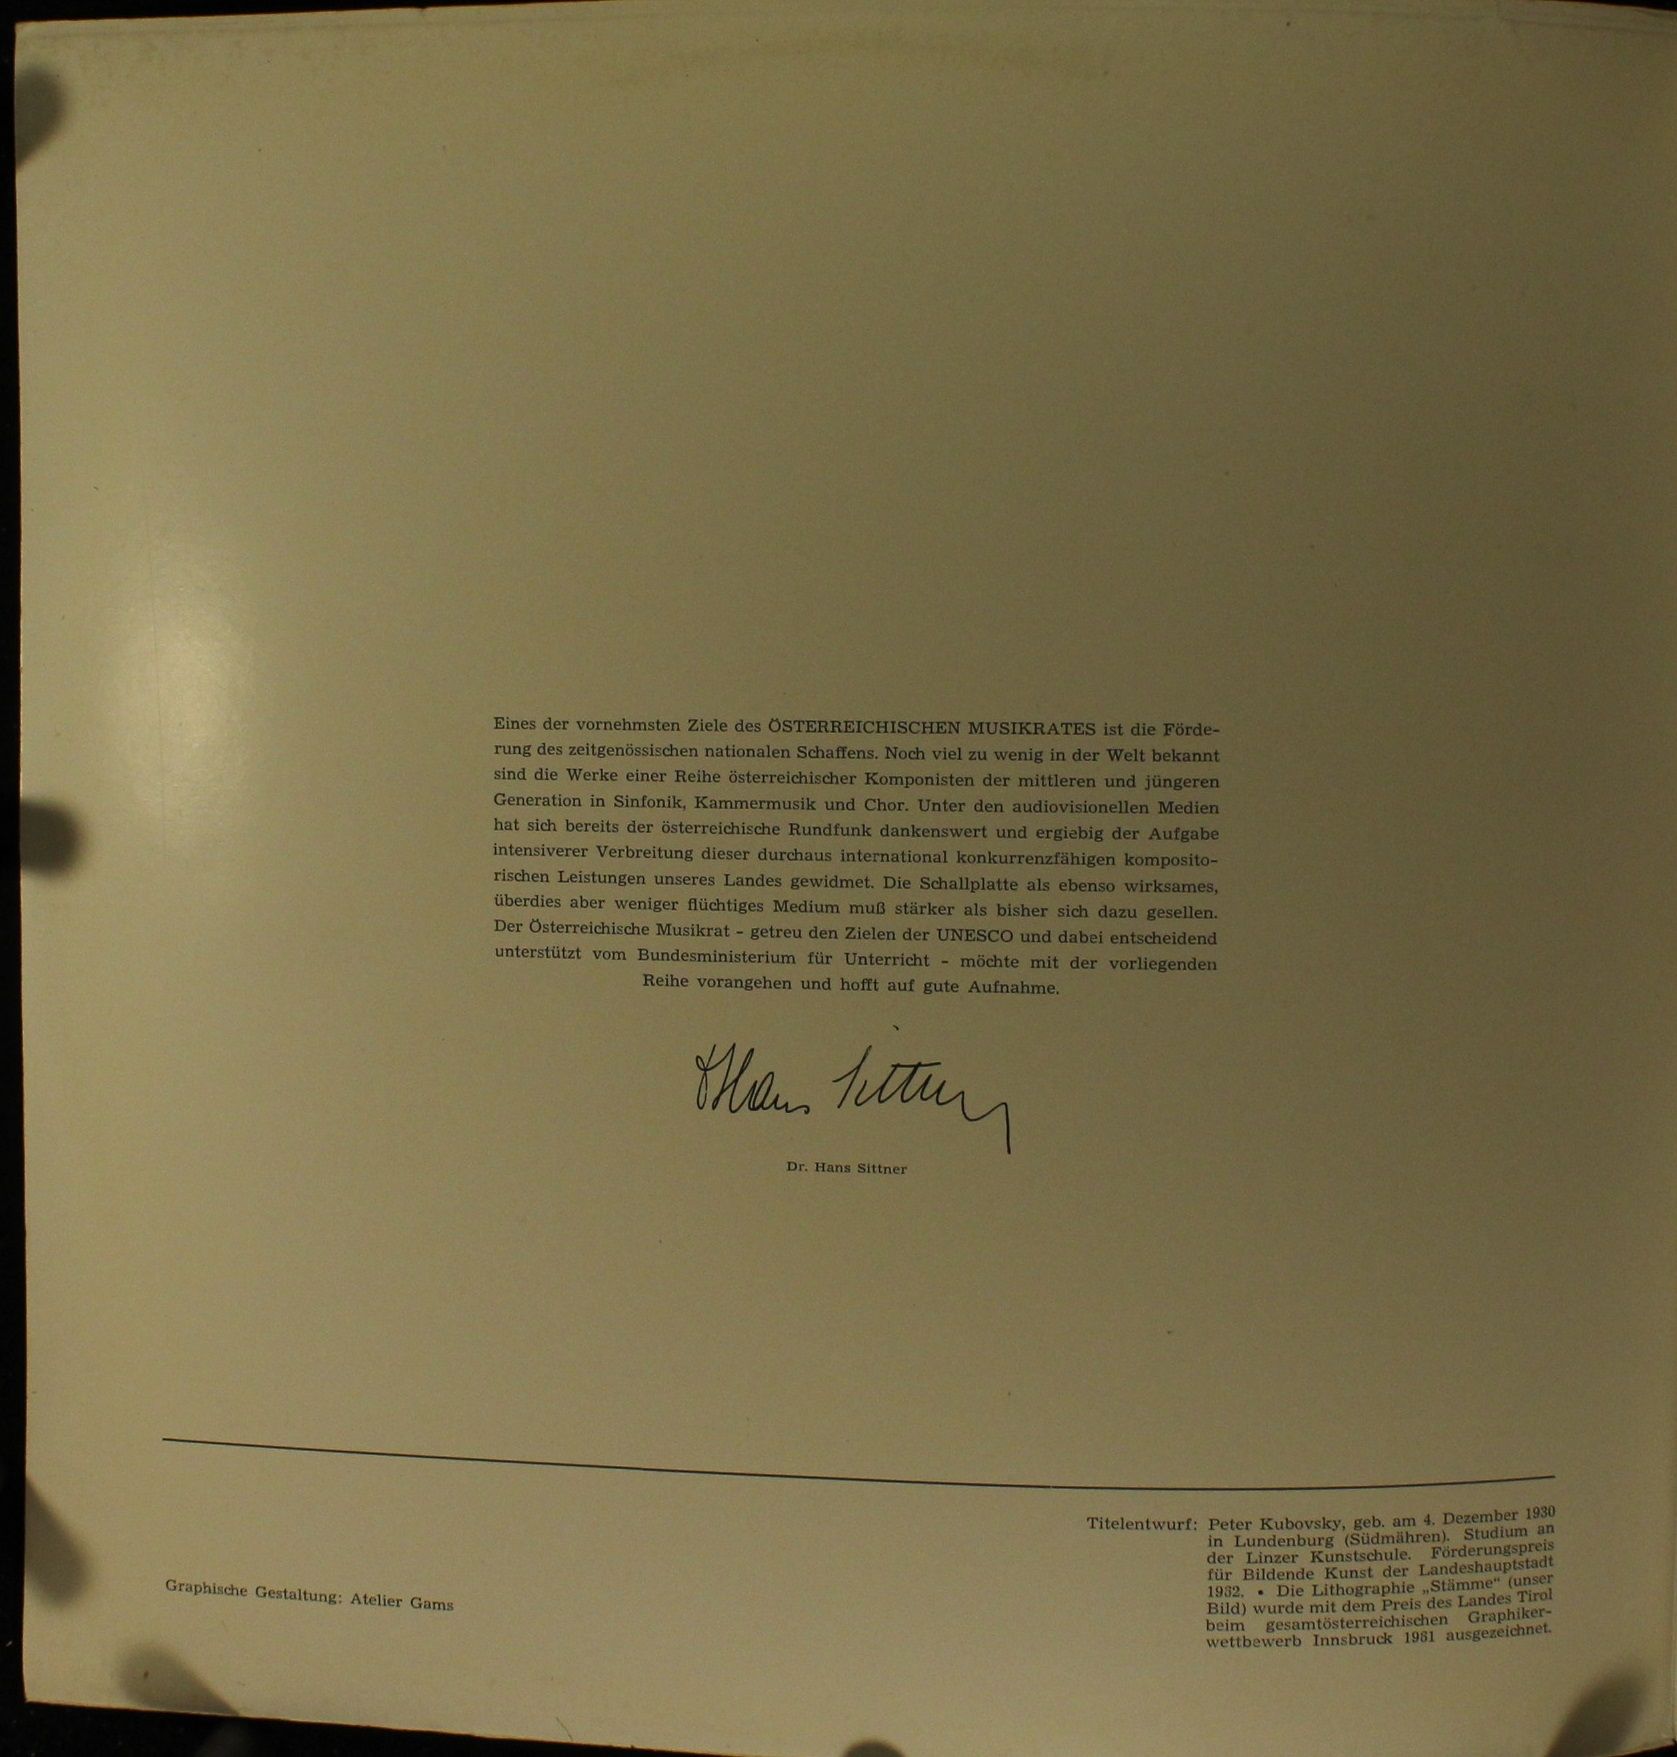 Eines der vornehmsten Ziele des ÖSTERREICHISCHEN MUSIKRATES ist die Förde-
rung des zeitgenössischen nationalen Schaffens. Noch viel zu wenig in der Welt bekannt
sind die Werke einer Reihe österreichischer Komponisten der mittleren und jüngeren
Generation in Sinfonik, Kammermusik und Chor. Unter den audiovisionellen Medien
hat sich bereits der österreichische Rundfunk dankenswert und ergiebig der Aufgabe
intensiverer Verbreitung dieser durchaus international konkurrenzfähigen komposito-
rischen Leistungen unseres Landes gewidmet. Die Schallplatte als ebenso wirksames,
überdies aber weniger flüchtiges Medium muß stärker als bisher sich dazu gesellen.
Der Österreichische Musikrat - getreu den Zielen der UNESCO und dabei entscheidend
unterstützt vom Bundesministerium für Unterricht - möchte mit der vorliegenden
Reihe vorangehen und hofft auf gute Aufnahme.
Hans Sittner
Dr. Hans Sittner
Graphische Gestaltung: Atelier Gams
Titelentwurf: Peter Kubovsky, geb. am 4. Dezember 1930
in Lundenburg (Südmähren). Studium an
der Linzer Kunstschule. Förderungspreis
für Bildende Kunst der Landeshauptstadt
1962. • Die Lithographie „Stämme" (unser
Bild) wurde mit dem Preis des Landes Tirol
beim gesamtösterreichischen Graphiker-
wettbewerb Innsbruck 1961 ausgezeichnet.